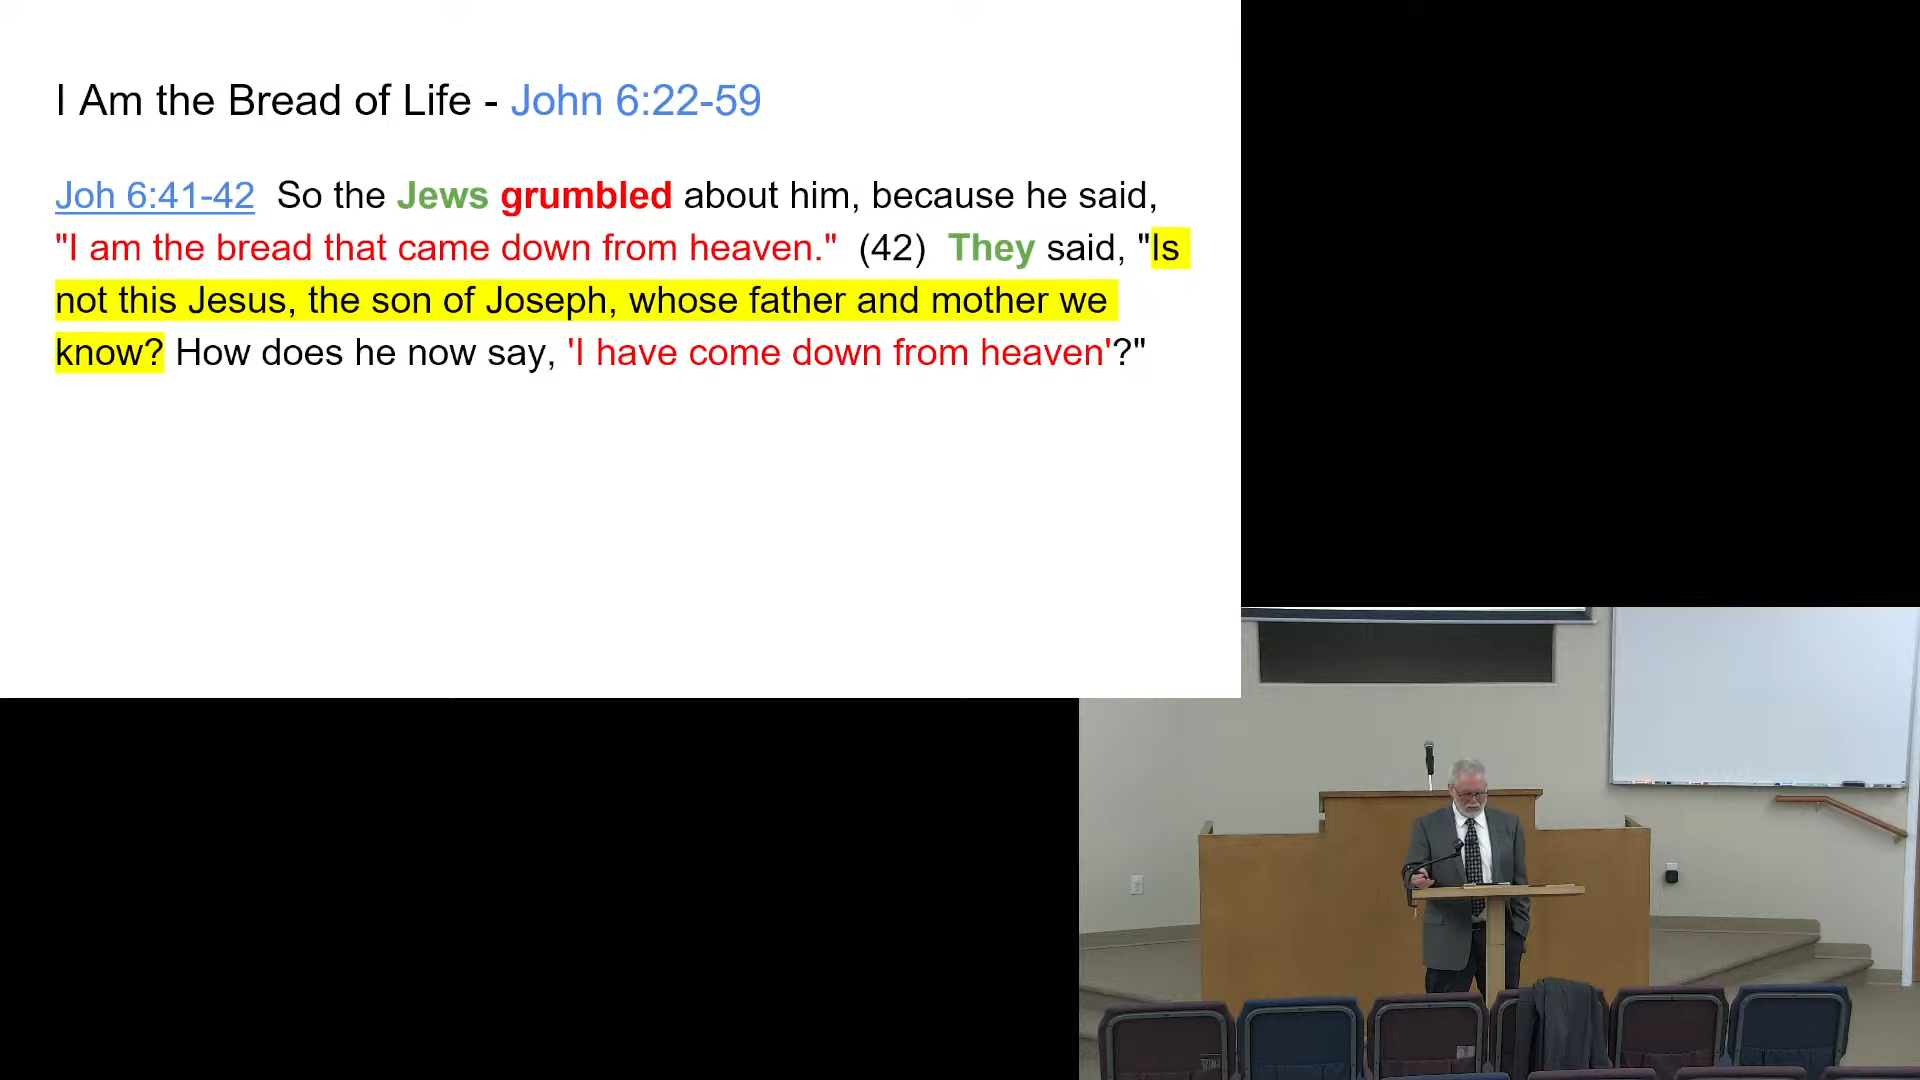 I Am the Bread of Life - John 6:22-59
Joh 6:41-42 So the Jews grumbled about him, because he said,
"I am the bread that came down from heaven." (42) They said, "Is
not this Jesus, the son of Joseph, whose father and mother we
know? How does he now say, 'I have come down from heaven'?"